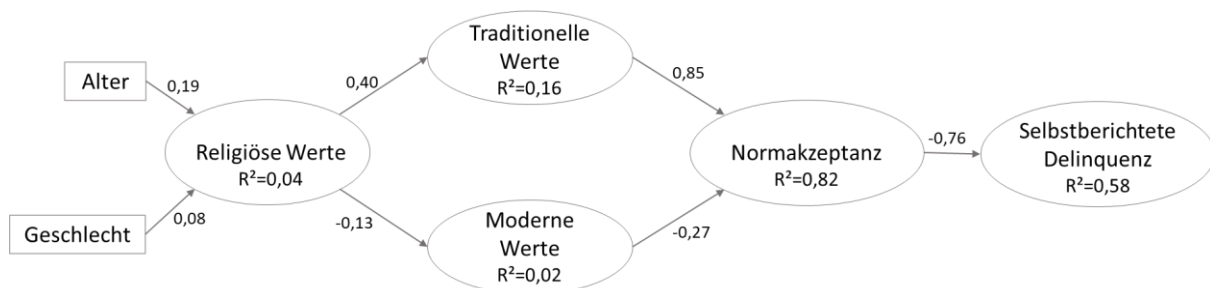 Alter
0,19
Geschlecht
0,08
Religiöse Werte
R²=0,04
0,40
-0,13
Traditionelle
Werte
R²=0,16
Moderne
Werte
R²=0,02
0,85
-0,27
Normakzeptanz
R²=0,82
-0,76
Selbstberichtete
Delinquenz
R²=0,58